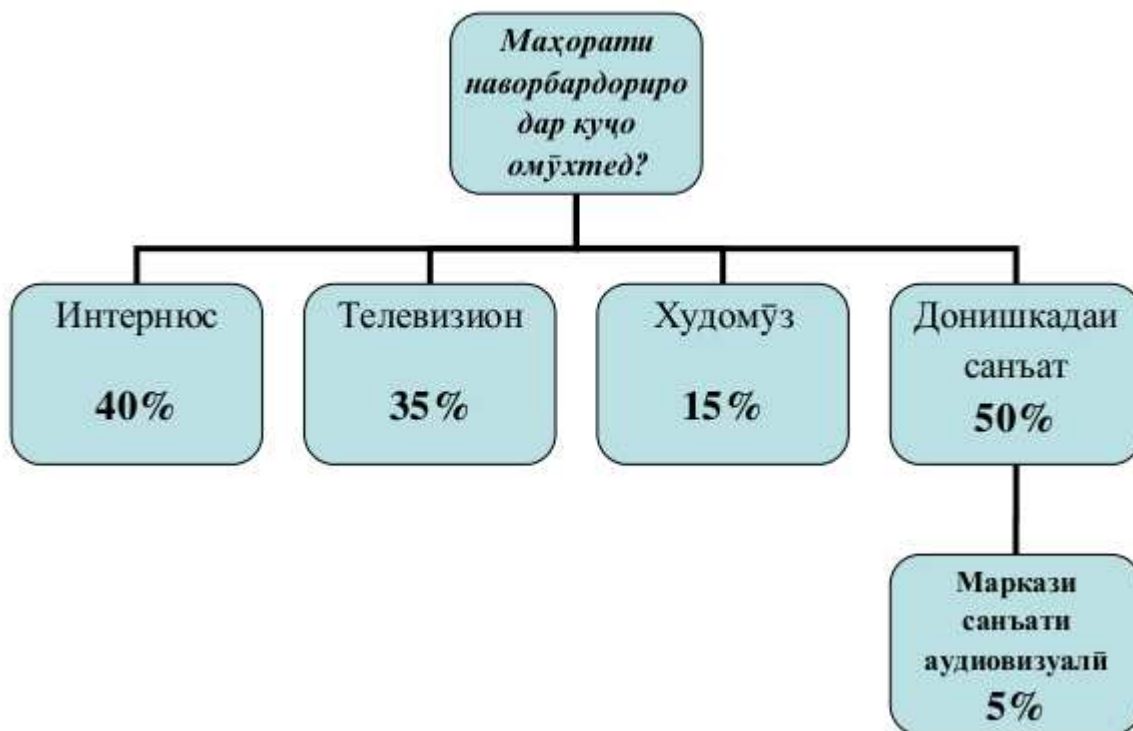 Маҳорати
наворбардориро
дар куҷо
омӯхтед?
Интернюс
40%
Телевизион
35%
Худомӯз
15%
Донишкадаи
санъат
50%
Маркази
санъати
аудиовизуалӣ
5%